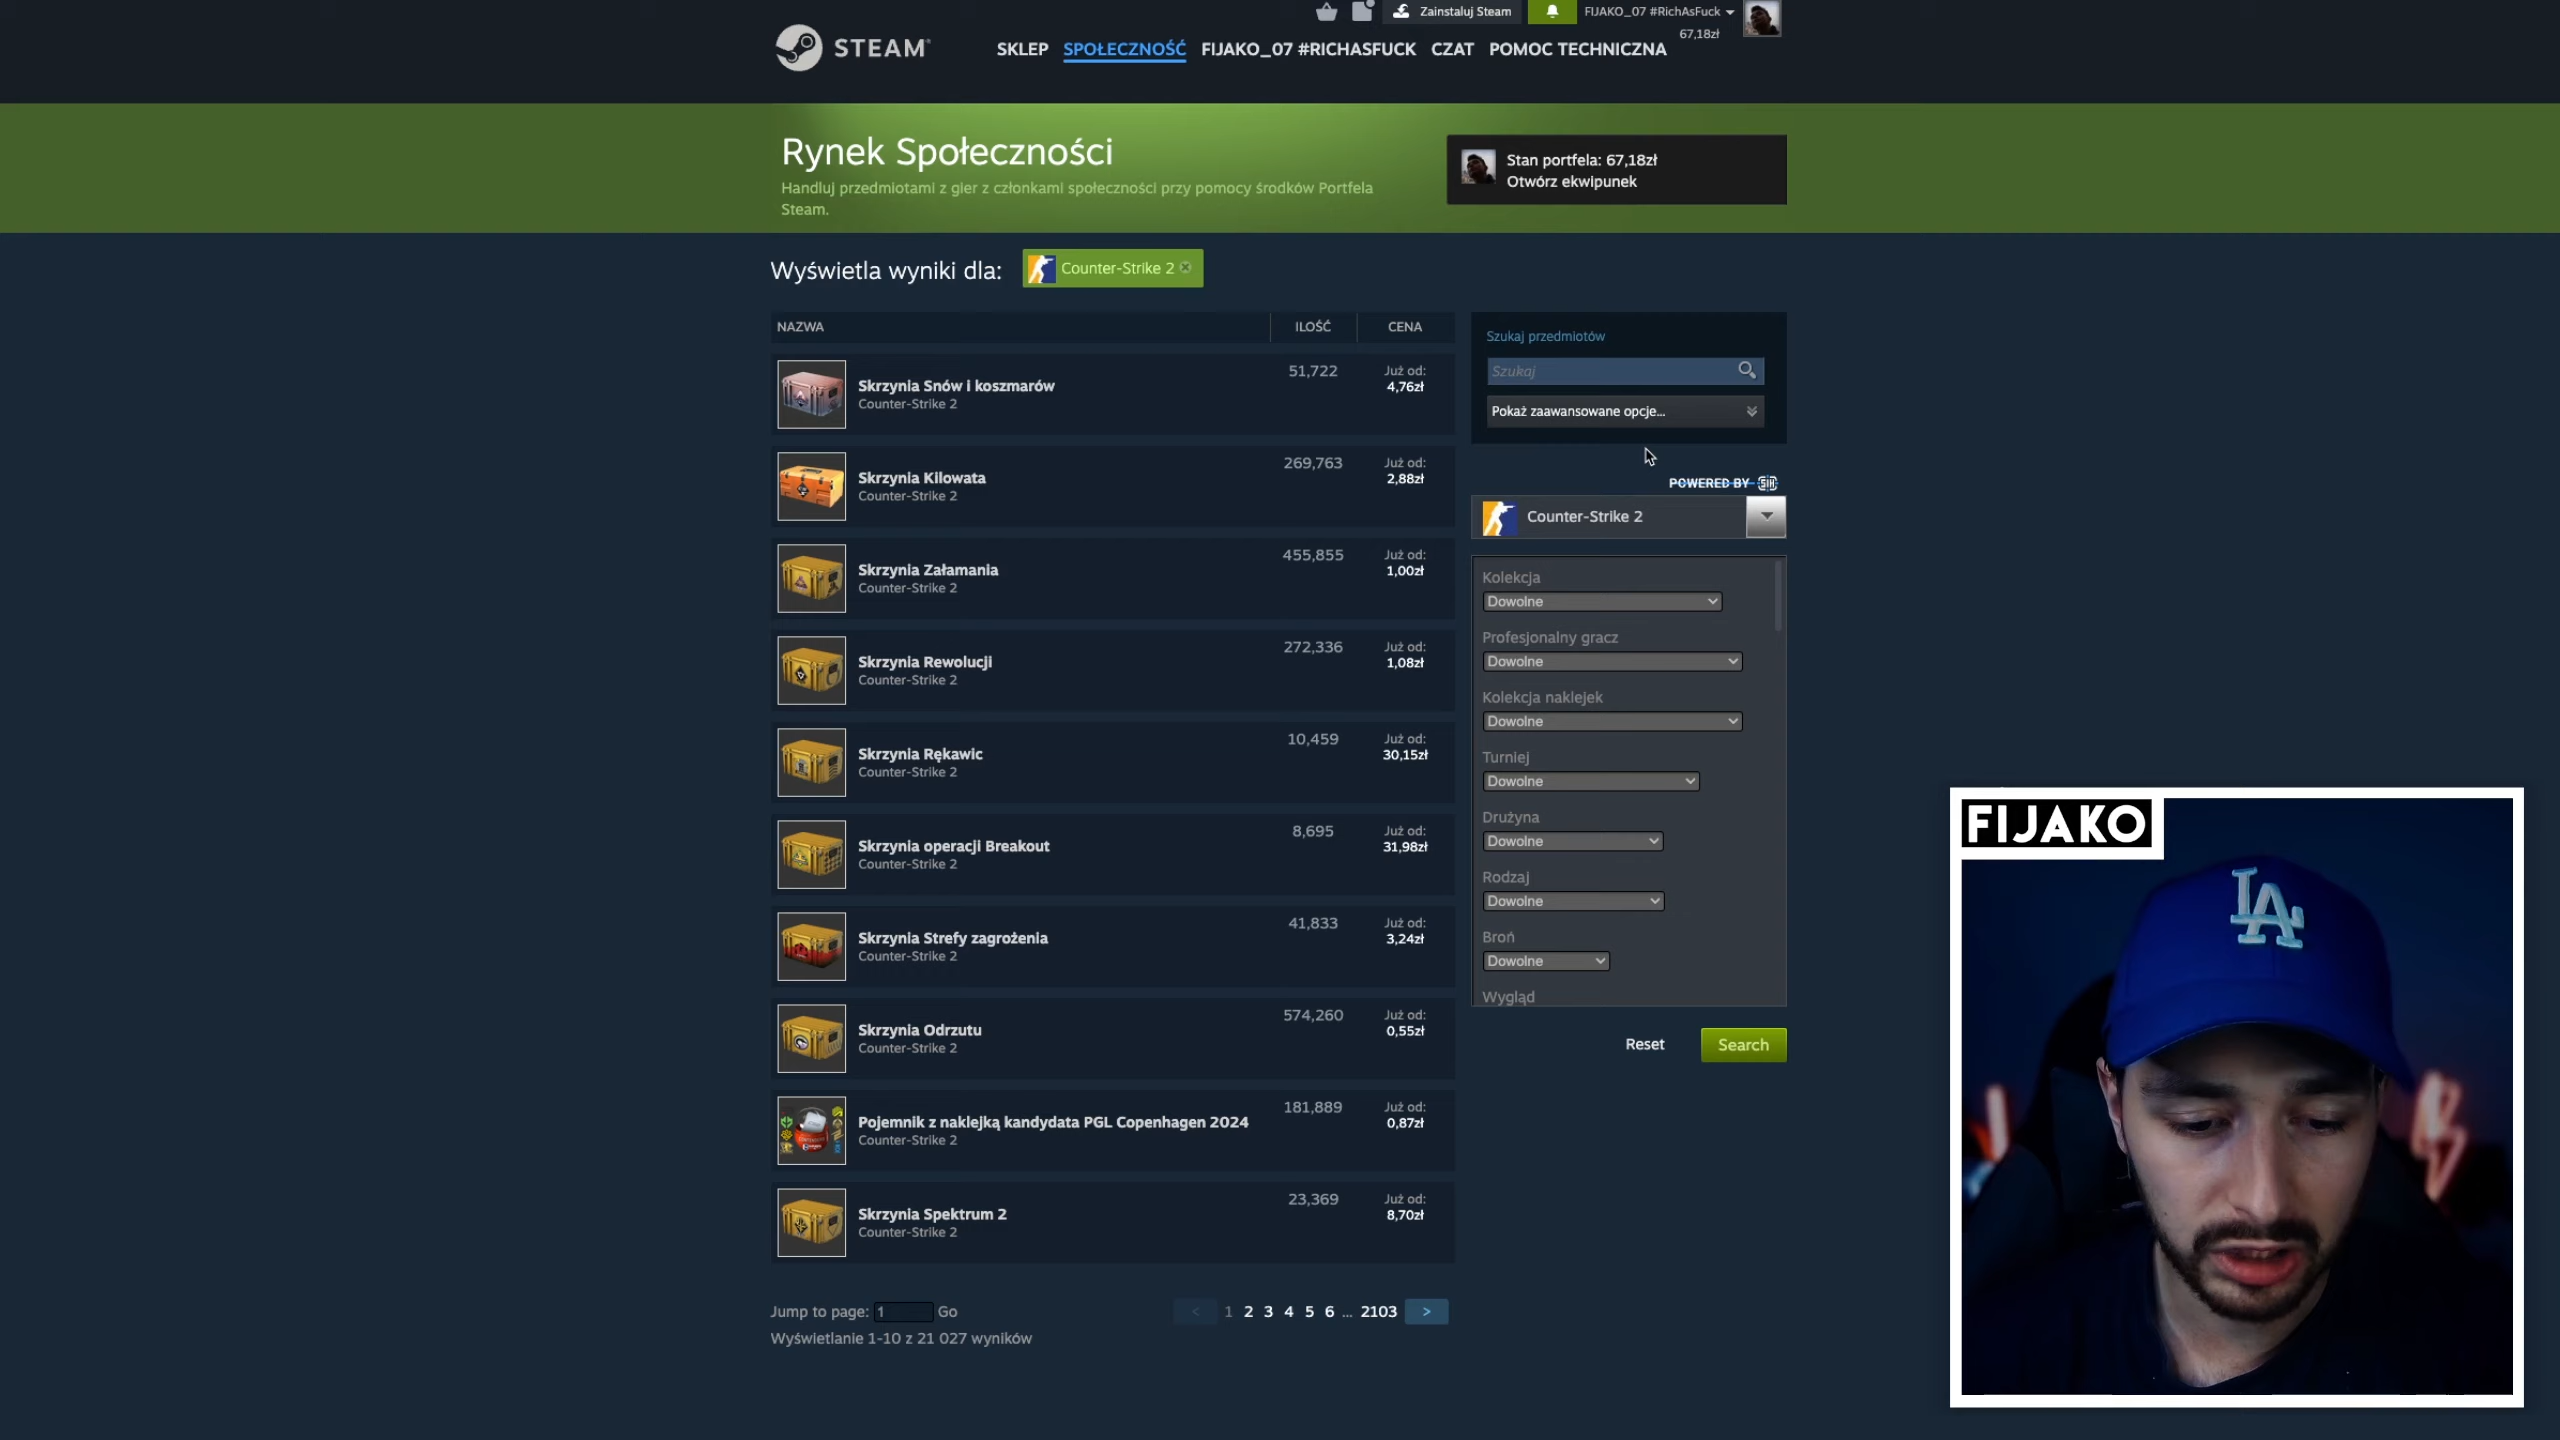 Zainstaluj Steam
FIJAKO_07 #RichAsFuck
67,18zł
STEAM
SKLEP SPOŁECZNOŚĆ FIJAKO_07 #RICHASFUCK CZAT POMOC TECHNICZNA
Rynek Społeczności
Handluj przedmiotami z gier z członkami społeczności przy pomocy środków Portfela
Steam.
Stan portfela: 67,18zł
Otwórz ekwipunek
Wyświetla wyniki dla: Counter-Strike 2
NAZWA ILOŚĆ CENA
Skrzynia Snów i koszmarów
Counter-Strike 2
51,722
Już od:
4,76zł
Skrzynia Kilowata
Counter-Strike 2
269,763
Już od:
2,88zł
Skrzynia Załamania
Counter-Strike 2
455,855
Już od:
1,00zł
Skrzynia Rewolucji
Counter-Strike 2
272,336
Już od:
1,08zł
Skrzynia Rękawic
Counter-Strike 2
10,459
Już od:
30,15zł
Skrzynia operacji Breakout
Counter-Strike 2
8,695
Już od:
31,98zł
Skrzynia Strefy zagrożenia
Counter-Strike 2
41,833
Już od:
3,24zł
Skrzynia Odrzutu
Counter-Strike 2
574,260
Już od:
0,55zł
Pojemnik z naklejką kandydata PGL Copenhagen 2024
Counter-Strike 2
181,889
Już od:
0,87zł
Skrzynia Spektrum 2
Counter-Strike 2
23,369
Już od:
8,70zł
Jump to page: 1 Go
< 1 2 3 4 5 6 ... 2103 >
Wyświetlanie 1-10 z 21 027 wyników
Szukaj przedmiotów
Szukaj
Pokaż zaawansowane opcje...
POWERED BY SIH
Counter-Strike 2
Kolekcja
Dowolne
Profesjonalny gracz
Dowolne
Kolekcja naklejek
Dowolne
Turniej
Dowolne
Drużyna
Dowolne
Rodzaj
Dowolne
Broń
Dowolne
Wygląd
Reset Search
FIJAKO
LA